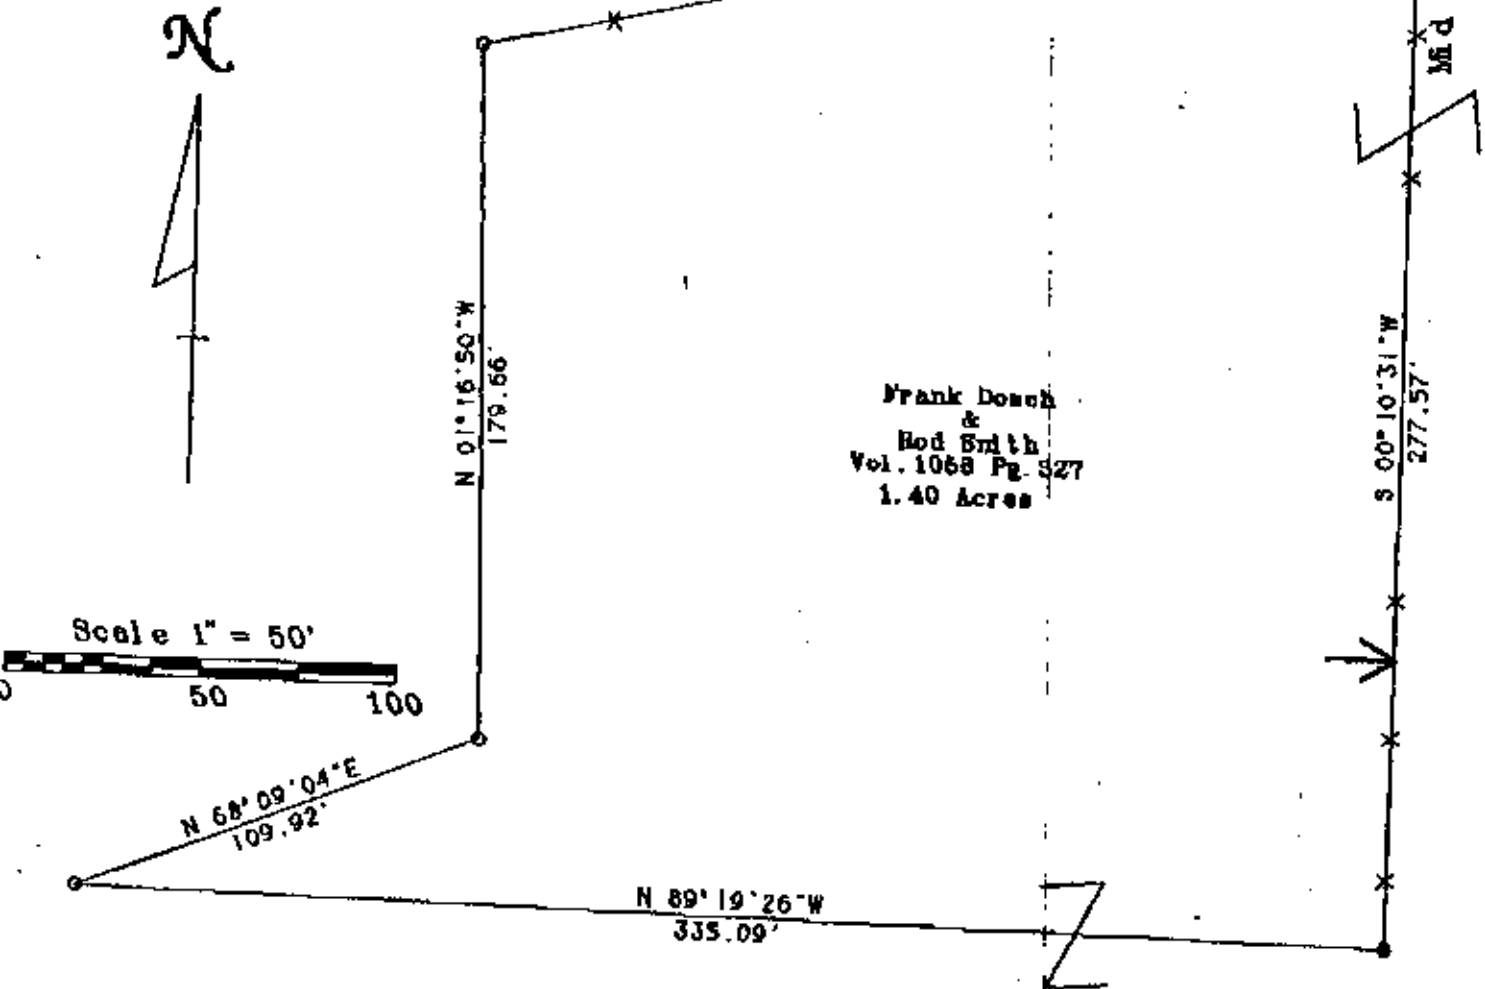 N
Mid
N 01°16'50"W
179.66'
S 00°10'31"W
277.57'
Frank Dosch
&
Rod Smith
Vol. 1068 Pg. 327
1.40 Acres
Scale 1" = 50'
0 50 100
N 68°09'04"E
109.92'
N 89°19'26"W
335.09'